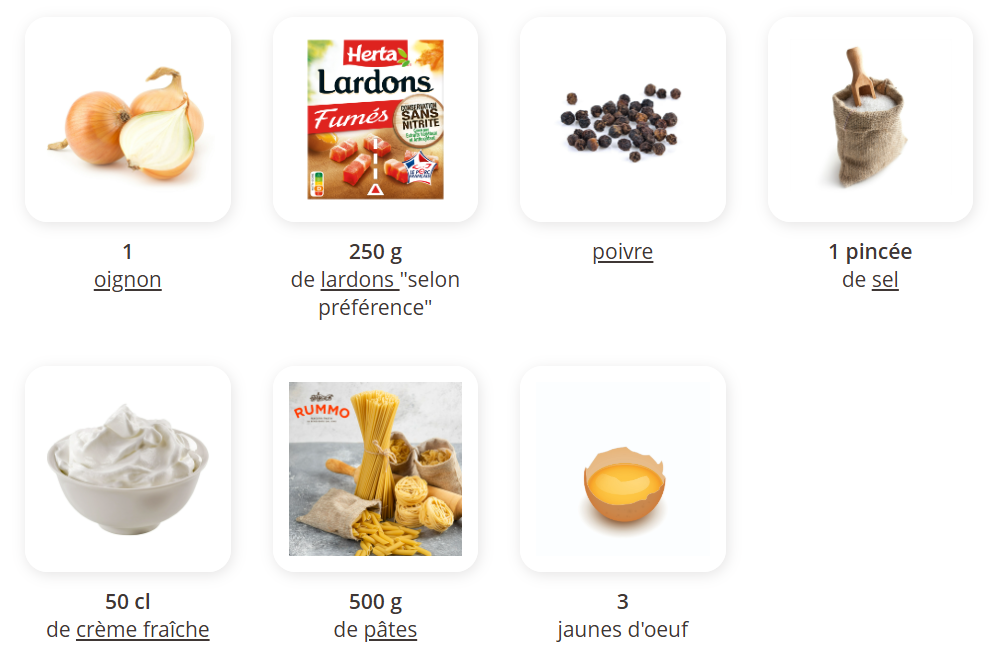 Herta
Lardons
Fumés
CONSERVATION
SANS
NITRITE
LE PORC
FRANÇAIS
1
oignon
250 g
de lardons "selon
préférence"
poivre
1 pincée
de sel
RUMMO
50 cl
de crème fraîche
500 g
de pâtes
3
jaunes d'oeuf